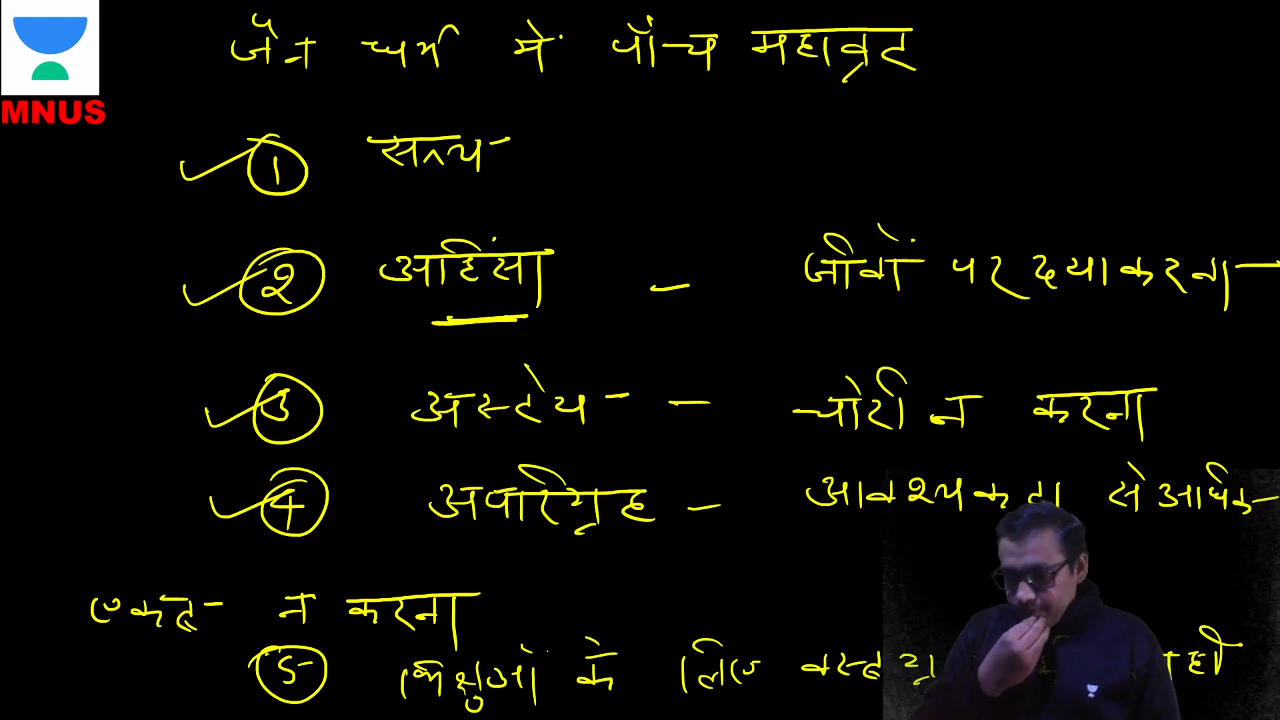 MNUS
जैन धर्म में पाँच महाव्रत
1 सत्य
2 अहिंसा - जीवों पर दया करना
3 अस्तेय - चोरी न करना
4 अपरिग्रह - आवश्यकता से अधिक
एकत्र न करना
5 भिक्षुओं के लिए नहीं